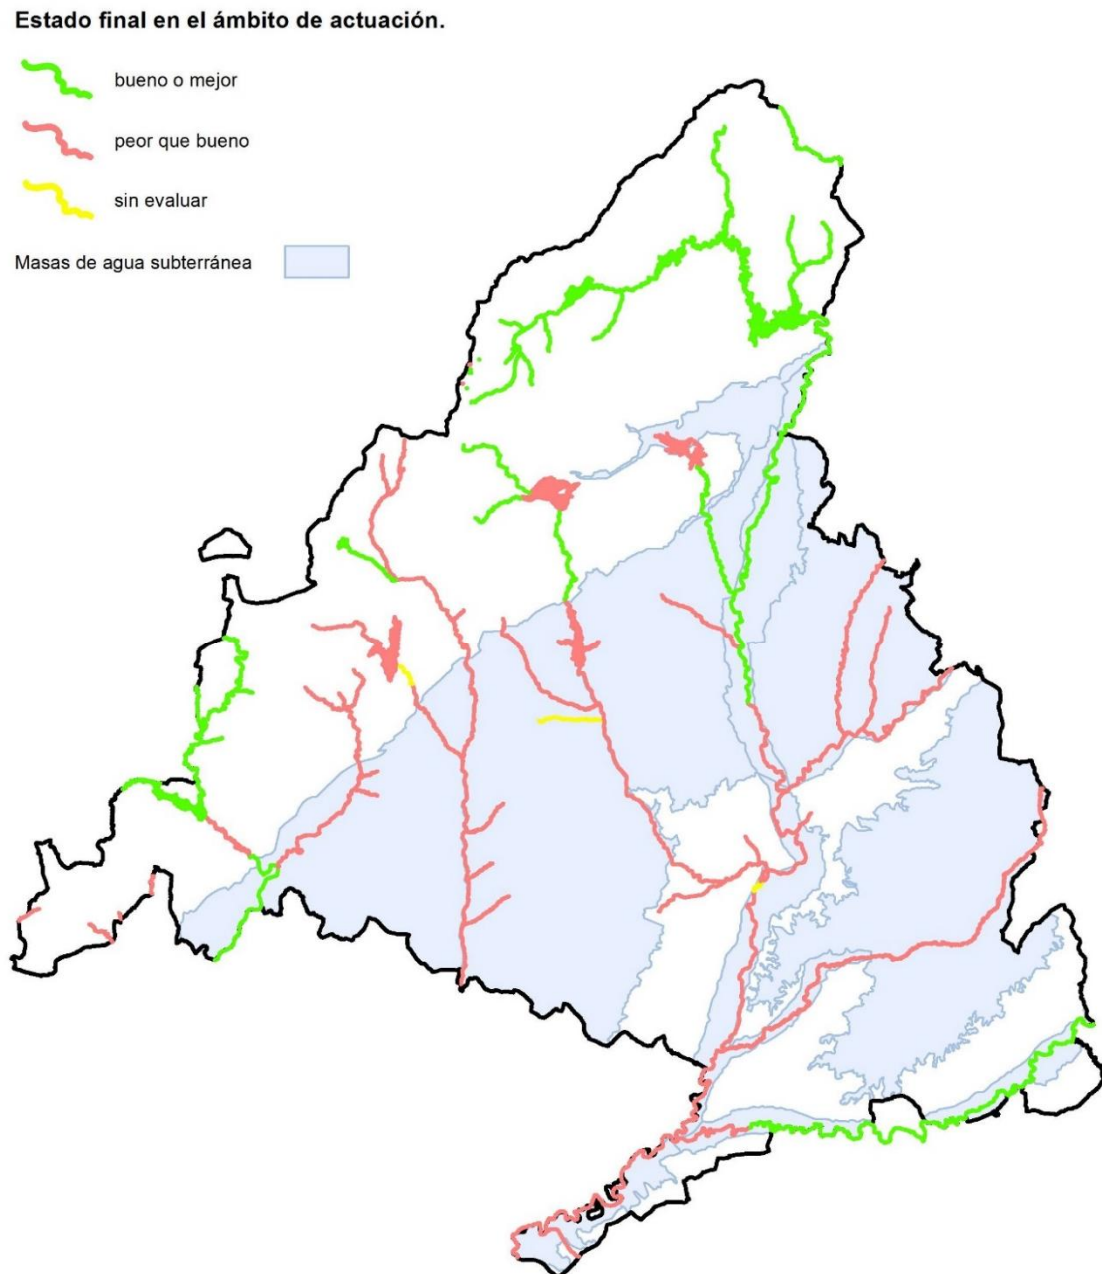 Estado final en el ámbito de actuación.
bueno o mejor
peor que bueno
sin evaluar
Masas de agua subterránea